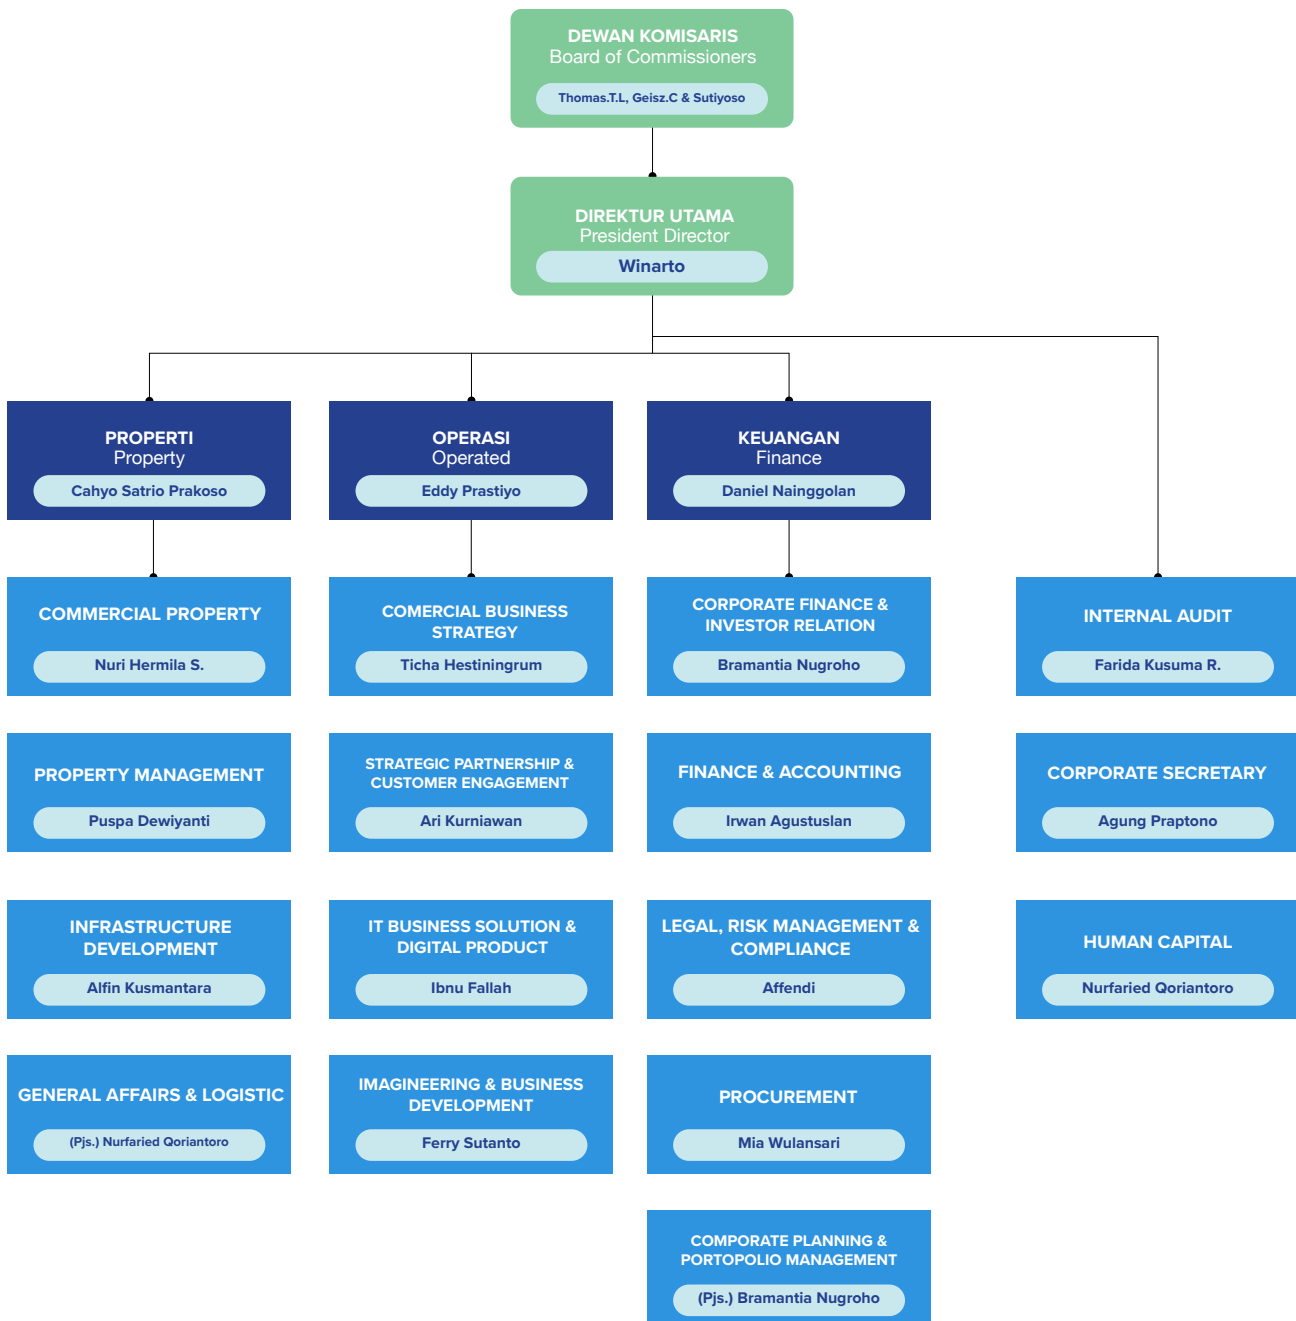 DEWAN KOMISARIS
Board of Commissioners
Thomas.T.L, Geisz.C & Sutiyoso
DIREKTUR UTAMA
President Director
Winarto
PROPERTI
Property
Cahyo Satrio Prakoso
OPERASI
Operated
Eddy Prastiyo
KEUANGAN
Finance
Daniel Nainggolan
COMMERCIAL PROPERTY
Nuri Hermila S.
COMERCIAL BUSINESS
STRATEGY
Ticha Hestiningrum
CORPORATE FINANCE &
INVESTOR RELATION
Bramantia Nugroho
INTERNAL AUDIT
Farida Kusuma R.
PROPERTY MANAGEMENT
Puspa Dewiyanti
STRATEGIC PARTNERSHIP &
CUSTOMER ENGAGEMENT
Ari Kurniawan
FINANCE & ACCOUNTING
Irwan Agustuslan
CORPORATE SECRETARY
Agung Praptono
INFRASTRUCTURE
DEVELOPMENT
Alfin Kusmantara
IT BUSINESS SOLUTION &
DIGITAL PRODUCT
Ibnu Fallah
LEGAL, RISK MANAGEMENT &
COMPLIANCE
Affendi
HUMAN CAPITAL
Nurfaried Qoriantoro
GENERAL AFFAIRS & LOGISTIC
(Pjs.) Nurfaried Qoriantoro
IMAGINEERING & BUSINESS
DEVELOPMENT
Ferry Sutanto
PROCUREMENT
Mia Wulansari
COMPORATE PLANNING &
PORTOPOLIO MANAGEMENT
(Pjs.) Bramantia Nugroho